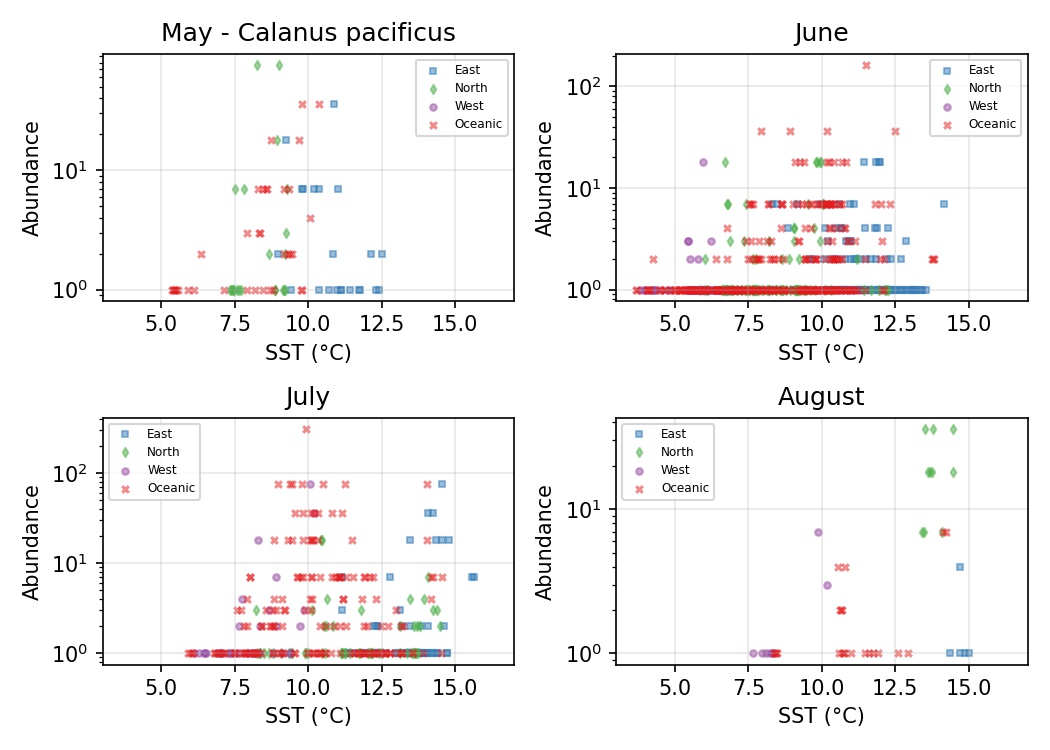 May - Calanus pacificus
Abundance
10¹
10⁰
5.0 7.5 10.0 12.5 15.0
SST (°C)
East
North
West
Oceanic
June
Abundance
10²
10¹
10⁰
5.0 7.5 10.0 12.5 15.0
SST (°C)
East
North
West
Oceanic
July
Abundance
10²
10¹
10⁰
5.0 7.5 10.0 12.5 15.0
SST (°C)
East
North
West
Oceanic
August
Abundance
10¹
10⁰
5.0 7.5 10.0 12.5 15.0
SST (°C)
East
North
West
Oceanic